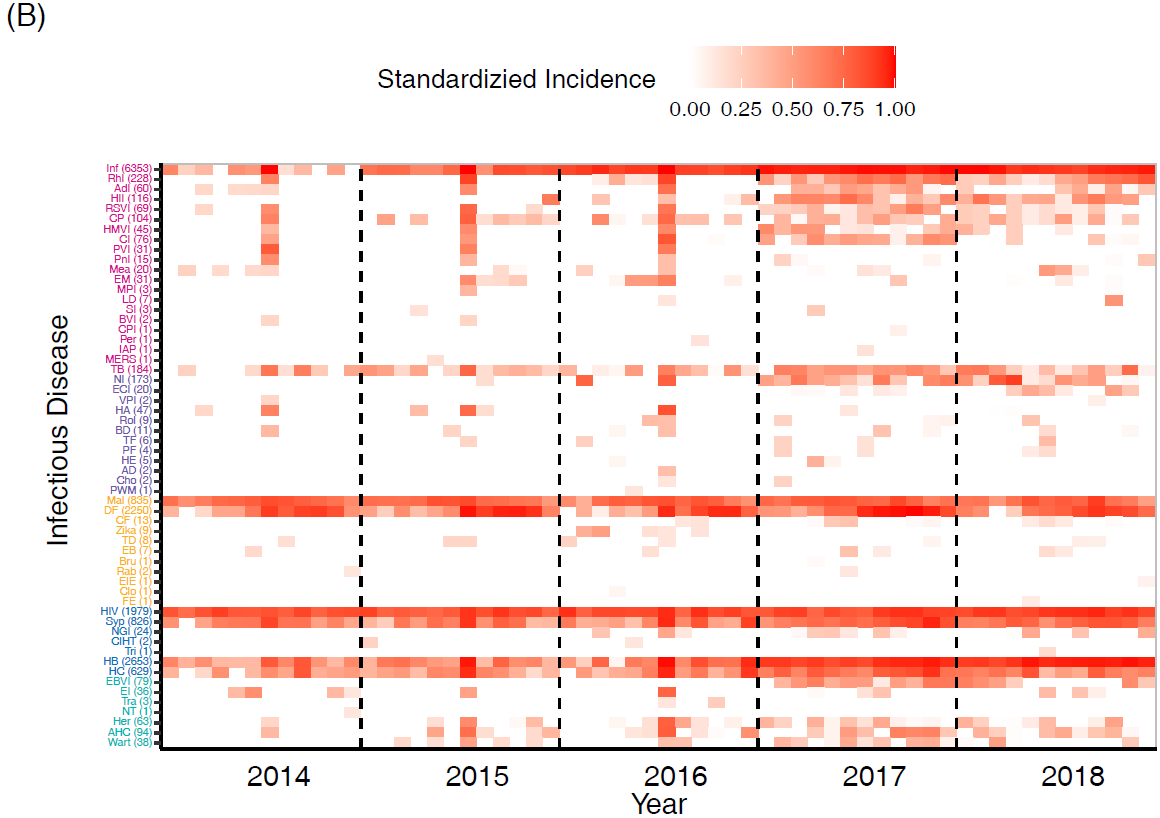 (B)
Standardizied Incidence
0.00 0.25 0.50 0.75 1.00
Infectious Disease
Inf (6353)
RhI (228)
AdI (60)
HII (116)
RSVI (69)
CP (104)
HMVI (45)
CI (76)
PVI (31)
PnI (15)
Mea (20)
EM (31)
MPI (3)
LD (7)
SI (3)
BVI (2)
CPI (1)
Per (1)
IAP (1)
MERS (1)
TB (184)
NI (173)
ECI (20)
VPI (2)
HA (47)
RoI (9)
BD (11)
TF (6)
PF (4)
HE (5)
AD (2)
Cho (2)
PWM (1)
Mal (835)
DF (2250)
CF (13)
Zika (9)
TD (8)
EB (7)
Bru (1)
Rab (2)
EIE (1)
Clo (1)
FE (1)
HIV (1979)
Syp (826)
NGI (24)
CIHT (2)
Tri (1)
HB (2653)
HC (629)
EBVI (79)
EI (36)
Tra (3)
NT (1)
Her (63)
AHC (94)
Wart (38)
2014 2015 2016 2017 2018
Year